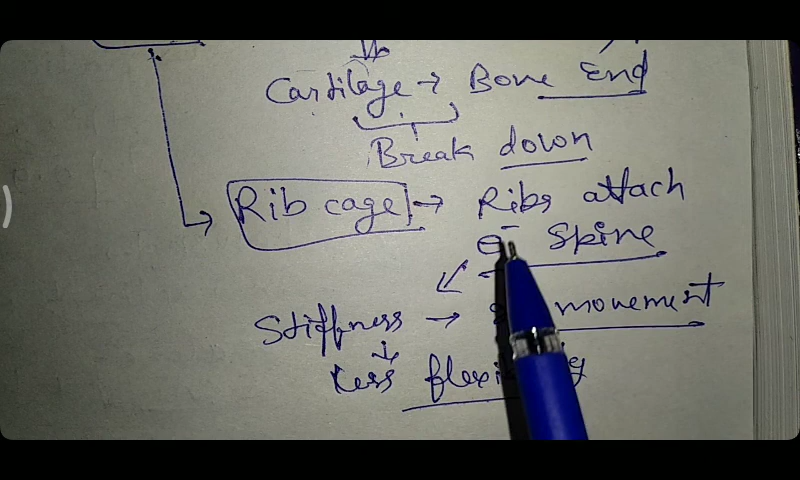 Cartilage → Bone End
Break down
Rib cage → Ribs attach
Spine
Stiffness → movement
↓
Less